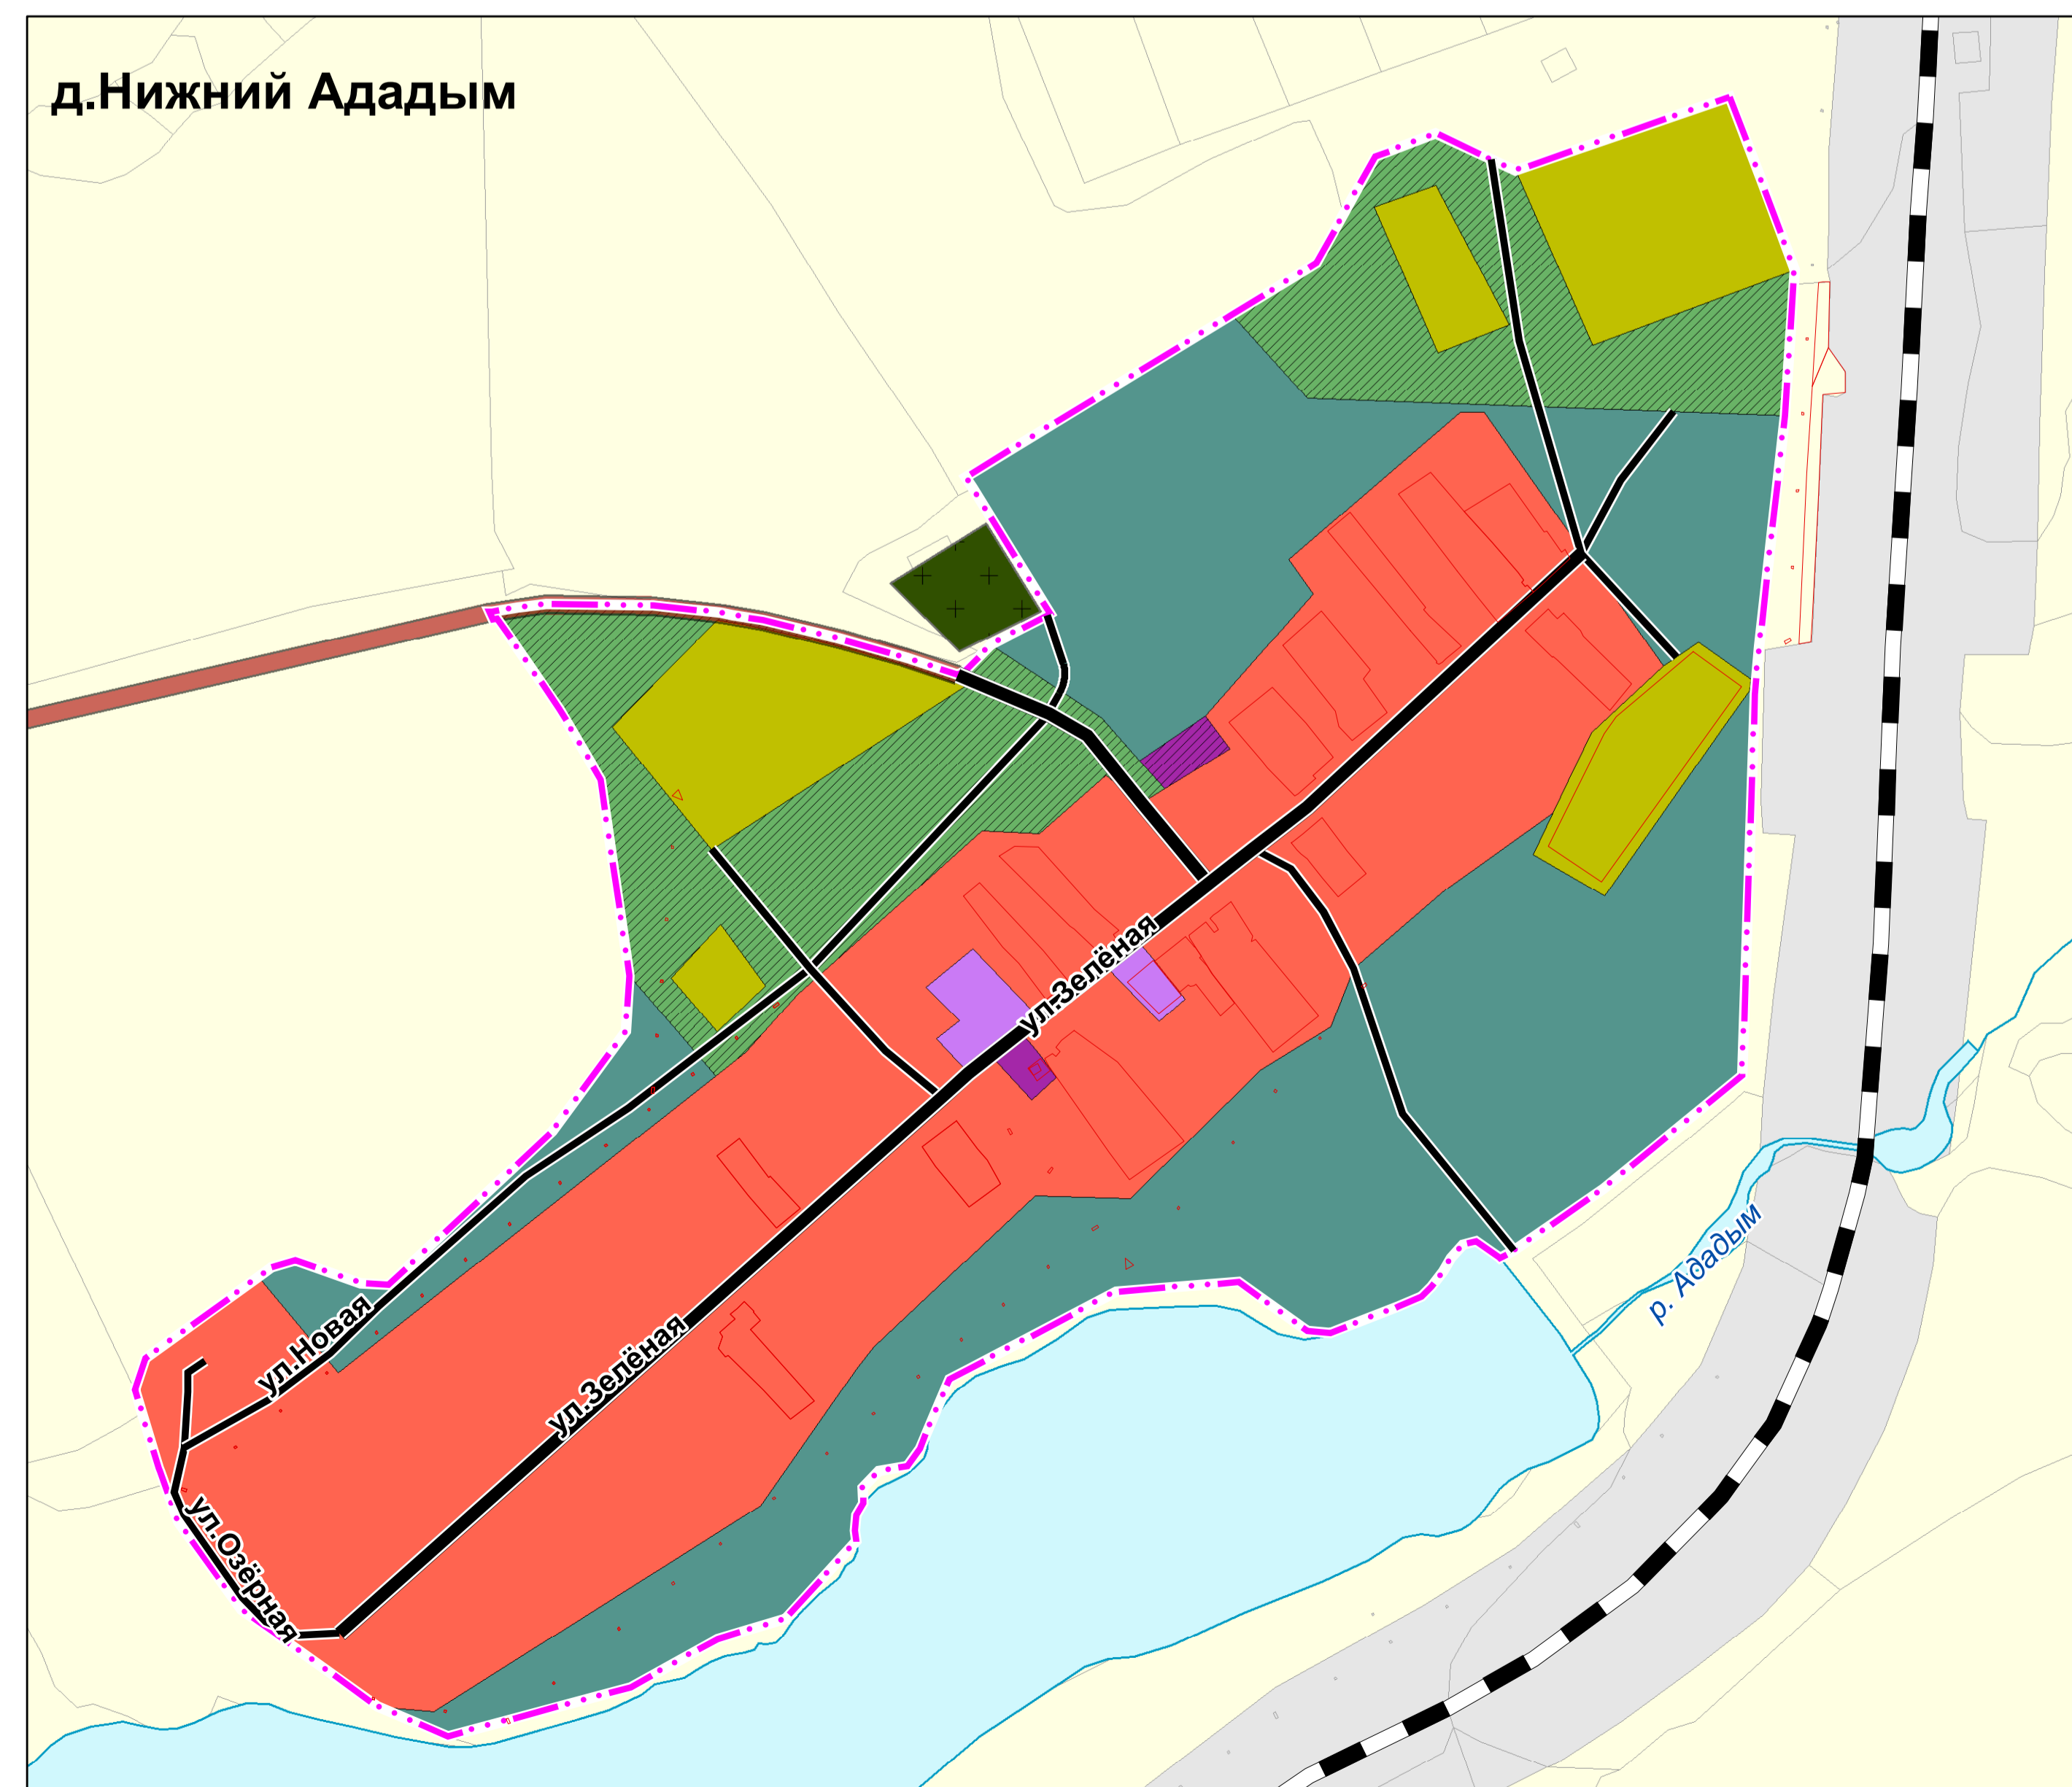 д.Нижний Ададым
ул.Зелёная
р. Ададым
ул.Новая
ул.Зелёная
ул.Озёрная